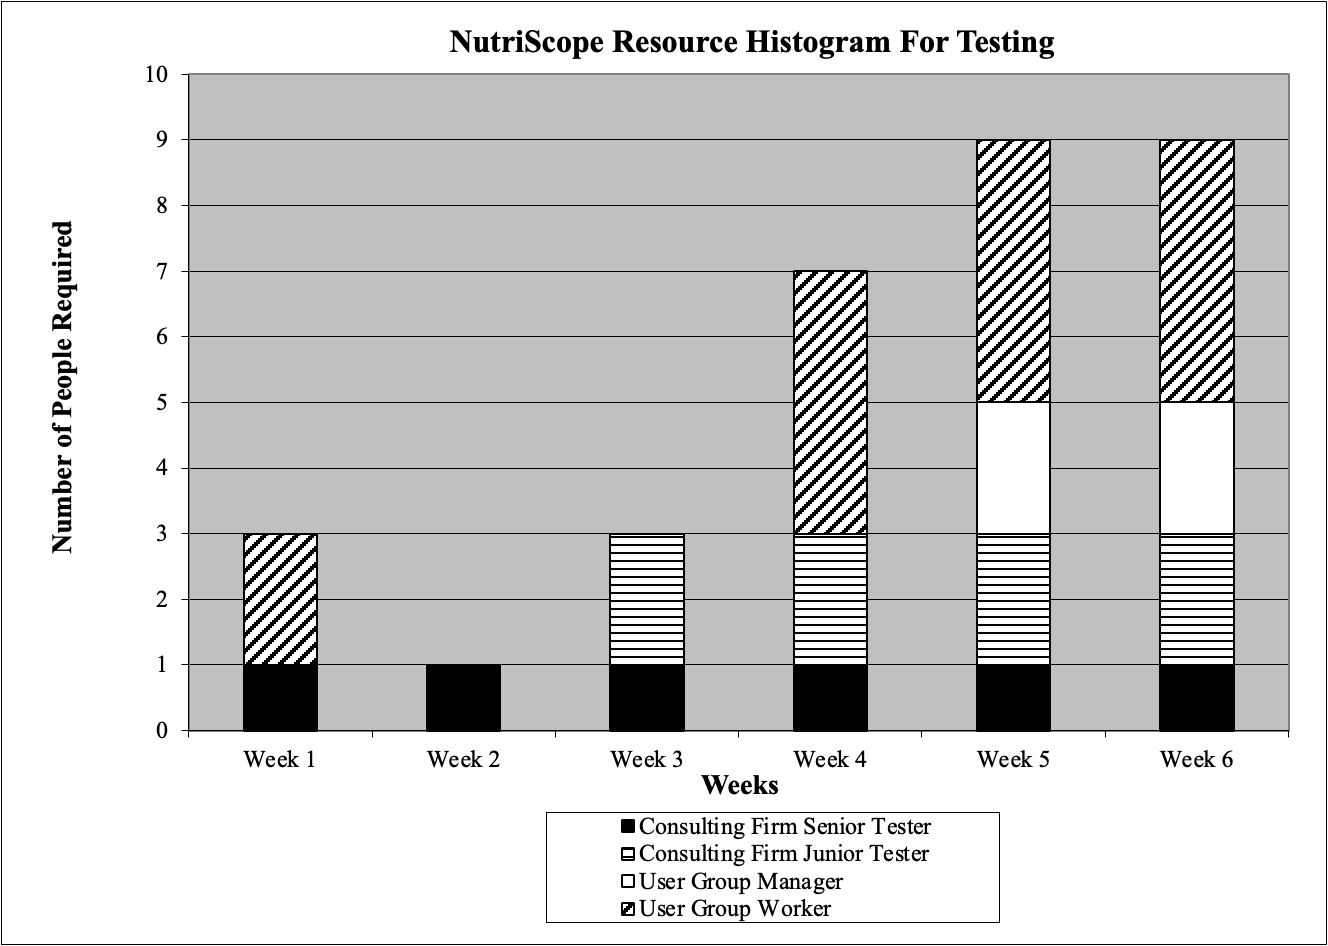 NutriScope Resource Histogram For Testing
Number of People Required
10
9
8
7
6
5
4
3
2
1
0
Week 1 Week 2 Week 3 Week 4 Week 5 Week 6
Weeks
Consulting Firm Senior Tester
Consulting Firm Junior Tester
User Group Manager
User Group Worker